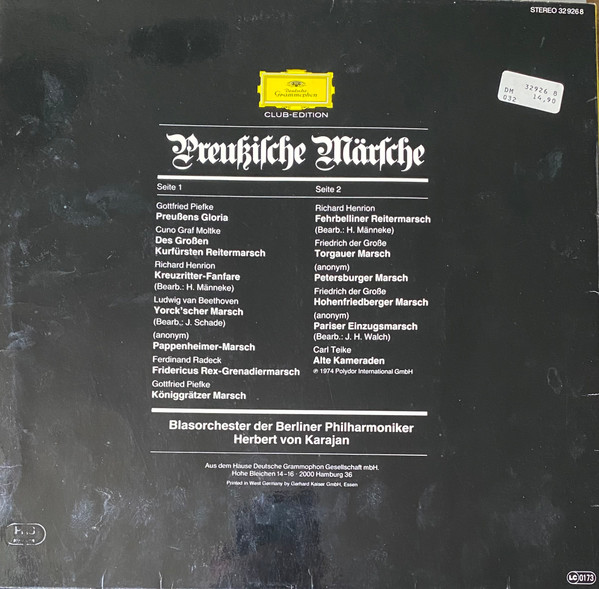 STEREO 32 926 8
32926 8
DM
032 14,90
Deutsche
Grammophon
CLUB-EDITION
Preußische Märsche
Seite 1
Gottfried Piefke
Preußens Gloria
Cuno Graf Moltke
Des Großen
Kurfürsten Reitermarsch
Richard Henrion
Kreuzritter-Fanfare
(Bearb.: H. Männeke)
Ludwig van Beethoven
Yorck'scher Marsch
(Bearb.: J. Schade)
(anonym)
Pappenheimer-Marsch
Ferdinand Radeck
Fridericus Rex-Grenadiermarsch
Gottfried Piefke
Königgrätzer Marsch
Seite 2
Richard Henrion
Fehrbelliner Reitermarsch
(Bearb.: H. Männeke)
Friedrich der Große
Torgauer Marsch
(anonym)
Petersburger Marsch
Friedrich der Große
Hohenfriedberger Marsch
(anonym)
Pariser Einzugsmarsch
(Bearb.: J. H. Walch)
Carl Teike
Alte Kameraden
℗ 1974 Polydor International GmbH
Blasorchester der Berliner Philharmoniker
Herbert von Karajan
Aus dem Hause Deutsche Grammophon Gesellschaft mbH.
Hohe Bleichen 14–16 · 2000 Hamburg 36
Printed in West Germany by Gerhard Kaiser GmbH, Essen
LC 0173